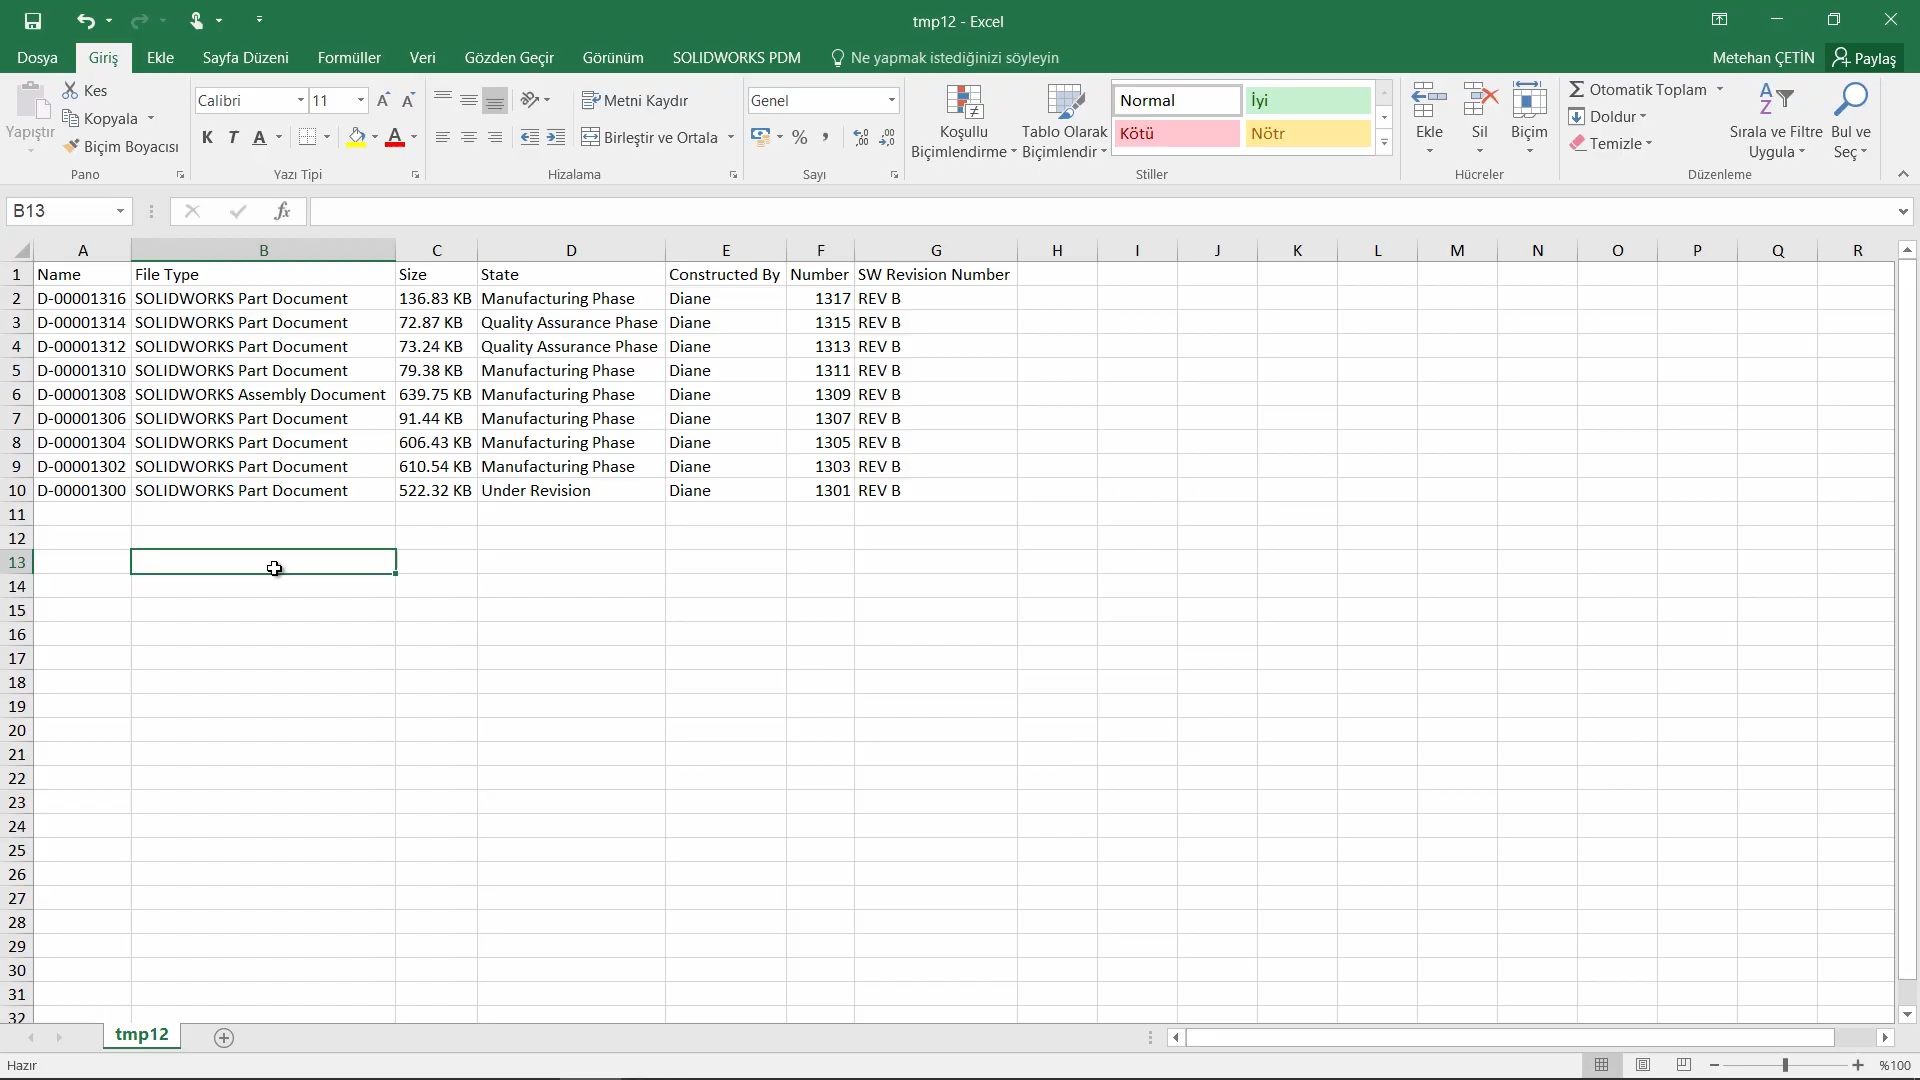 tmp12 - Excel
Dosya Giriş Ekle Sayfa Düzeni Formüller Veri Gözden Geçir Görünüm SOLIDWORKS PDM Ne yapmak istediğinizi söyleyin Metehan ÇETİN Paylaş
Yapıştır
Kes
Kopyala
Biçim Boyacısı
Pano
Calibri 11
K T A
Yazı Tipi
Metni Kaydır
Birleştir ve Ortala
Hizalama
Genel
Sayı
Koşullu
Biçimlendirme
Tablo Olarak
Biçimlendir
Normal İyi
Kötü Nötr
Stiller
Ekle Sil Biçim
Hücreler
Otomatik Toplam
Doldur
Temizle
Sırala ve Filtre
Uygula
Bul ve
Seç
Düzenleme
B13 fx
A B C D E F G H I J K L M N O P Q R
1 Name File Type Size State Constructed By Number SW Revision Number
2 D-00001316 SOLIDWORKS Part Document 136.83 KB Manufacturing Phase Diane 1317 REV B
3 D-00001314 SOLIDWORKS Part Document 72.87 KB Quality Assurance Phase Diane 1315 REV B
4 D-00001312 SOLIDWORKS Part Document 73.24 KB Quality Assurance Phase Diane 1313 REV B
5 D-00001310 SOLIDWORKS Part Document 79.38 KB Manufacturing Phase Diane 1311 REV B
6 D-00001308 SOLIDWORKS Assembly Document 639.75 KB Manufacturing Phase Diane 1309 REV B
7 D-00001306 SOLIDWORKS Part Document 91.44 KB Manufacturing Phase Diane 1307 REV B
8 D-00001304 SOLIDWORKS Part Document 606.43 KB Manufacturing Phase Diane 1305 REV B
9 D-00001302 SOLIDWORKS Part Document 610.54 KB Manufacturing Phase Diane 1303 REV B
10 D-00001300 SOLIDWORKS Part Document 522.32 KB Under Revision Diane 1301 REV B
11
12
13
14
15
16
17
18
19
20
21
22
23
24
25
26
27
28
29
30
31
32
tmp12
Hazır %100